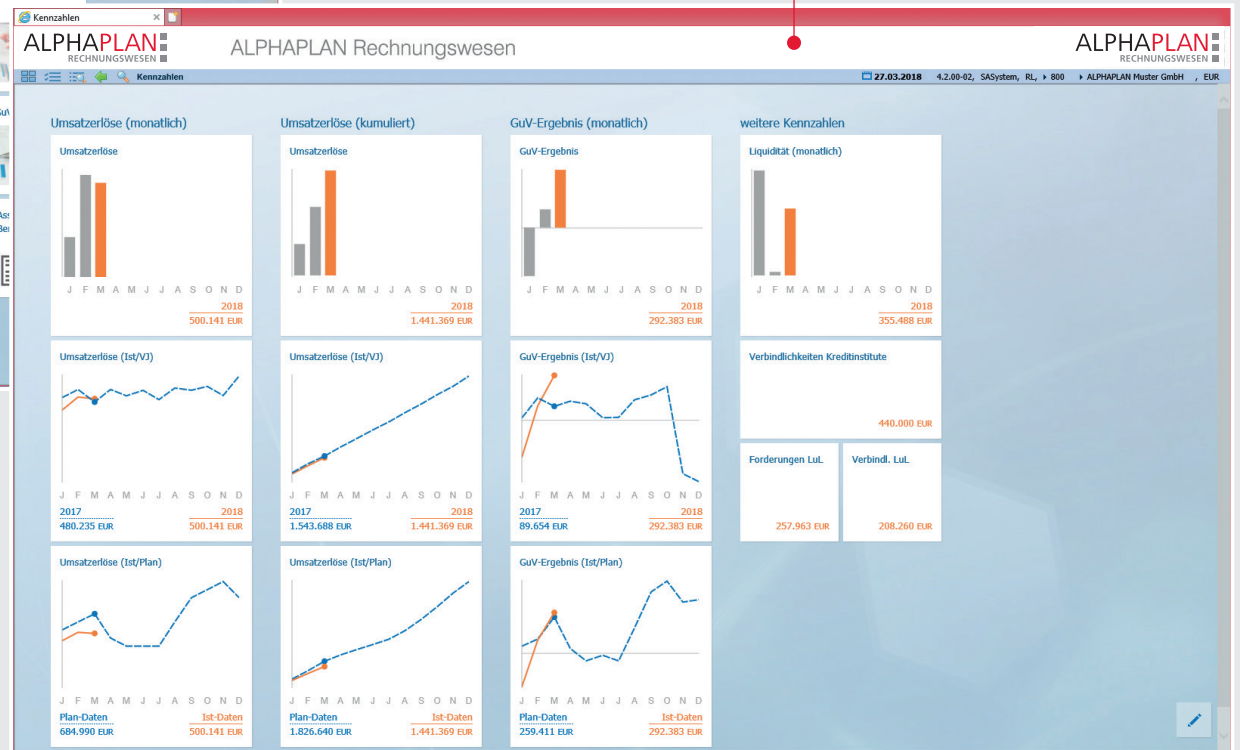 Kennzahlen
ALPHAPLAN
RECHNUNGSWESEN
ALPHAPLAN Rechnungswesen
ALPHAPLAN
RECHNUNGSWESEN
Kennzahlen
27.03.2018 4.2.00-02, SASystem, RL, 800 ALPHAPLAN Muster GmbH , EUR
Umsatzerlöse (monatlich)
Umsatzerlöse
J F M A M J J A S O N D
2018
500.141 EUR
Umsatzerlöse (Ist/VJ)
J F M A M J J A S O N D
2017 2018
480.235 EUR 500.141 EUR
Umsatzerlöse (Ist/Plan)
J F M A M J J A S O N D
Plan-Daten Ist-Daten
684.990 EUR 500.141 EUR
Umsatzerlöse (kumuliert)
Umsatzerlöse
J F M A M J J A S O N D
2018
1.441.369 EUR
Umsatzerlöse (Ist/VJ)
J F M A M J J A S O N D
2017 2018
1.543.688 EUR 1.441.369 EUR
Umsatzerlöse (Ist/Plan)
J F M A M J J A S O N D
Plan-Daten Ist-Daten
1.826.640 EUR 1.441.369 EUR
GuV-Ergebnis (monatlich)
GuV-Ergebnis
J F M A M J J A S O N D
2018
292.383 EUR
GuV-Ergebnis (Ist/VJ)
J F M A M J J A S O N D
2017 2018
89.654 EUR 292.383 EUR
GuV-Ergebnis (Ist/Plan)
J F M A M J J A S O N D
Plan-Daten Ist-Daten
259.411 EUR 292.383 EUR
weitere Kennzahlen
Liquidität (monatlich)
J F M A M J J A S O N D
2018
355.488 EUR
Verbindlichkeiten Kreditinstitute
440.000 EUR
Forderungen LuL
257.963 EUR
Verbindl. LuL
208.260 EUR